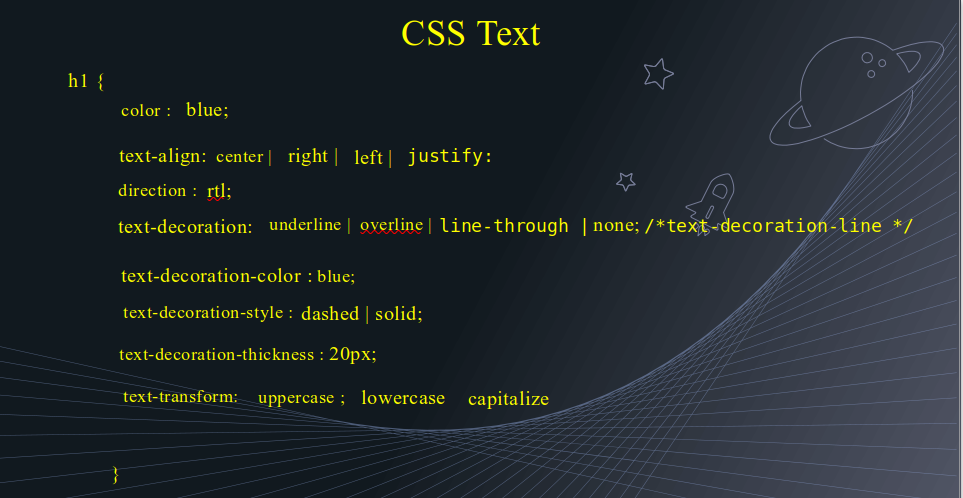 CSS Text
h1 {
color : blue;
text-align: center | right | left | justify:
direction : rtl;
text-decoration: underline | overline | line-through | none; /*text-decoration-line */
text-decoration-color : blue;
text-decoration-style : dashed | solid;
text-decoration-thickness : 20px;
text-transform: uppercase ; lowercase capitalize
}